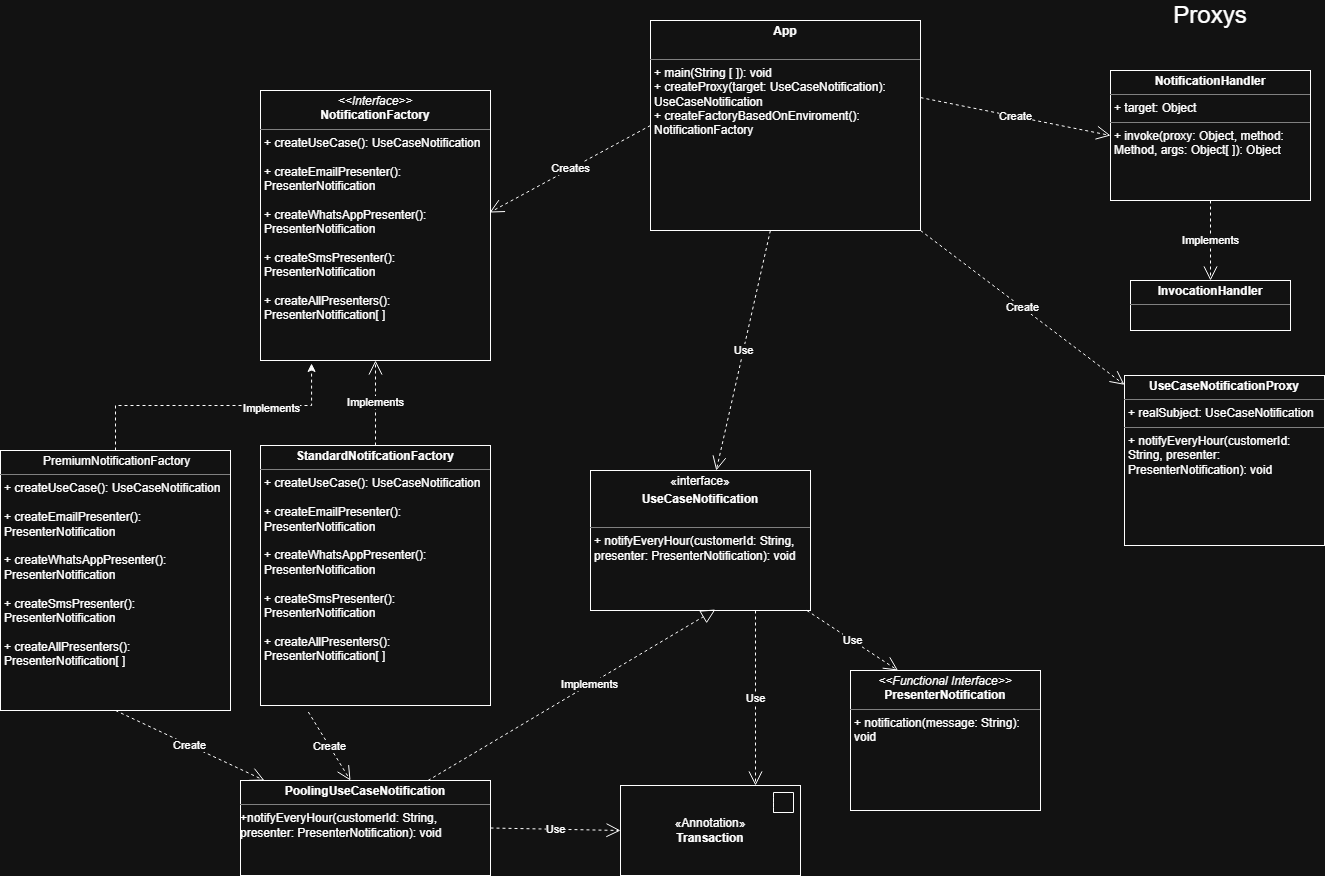 Proxys
App
+ main(String [ ]): void
+ createProxy(target: UseCaseNotification):
UseCaseNotification
+ createFactoryBasedOnEnviroment():
NotificationFactory
NotificationHandler
+ target: Object
+ invoke(proxy: Object, method:
Method, args: Object[ ]): Object
Create
Implements
InvocationHandler
<<Interface>>
NotificationFactory
+ createUseCase(): UseCaseNotification
+ createEmailPresenter():
PresenterNotification
+ createWhatsAppPresenter():
PresenterNotification
+ createSmsPresenter():
PresenterNotification
+ createAllPresenters():
PresenterNotification[ ]
Creates
Use
Create
UseCaseNotificationProxy
+ realSubject: UseCaseNotification
+ notifyEveryHour(customerId:
String, presenter:
PresenterNotification): void
Implements
Implements
PremiumNotificationFactory
+ createUseCase(): UseCaseNotification
+ createEmailPresenter():
PresenterNotification
+ createWhatsAppPresenter():
PresenterNotification
+ createSmsPresenter():
PresenterNotification
+ createAllPresenters():
PresenterNotification[ ]
StandardNotifcationFactory
+ createUseCase(): UseCaseNotification
+ createEmailPresenter():
PresenterNotification
+ createWhatsAppPresenter():
PresenterNotification
+ createSmsPresenter():
PresenterNotification
+ createAllPresenters():
PresenterNotification[ ]
«interface»
UseCaseNotification
+ notifyEveryHour(customerId: String,
presenter: PresenterNotification): void
Use
Implements
Use
<<Functional Interface>>
PresenterNotification
+ notification(message: String):
void
Create
Create
PoolingUseCaseNotification
+notifyEveryHour(customerId: String,
presenter: PresenterNotification): void
Use
«Annotation»
Transaction